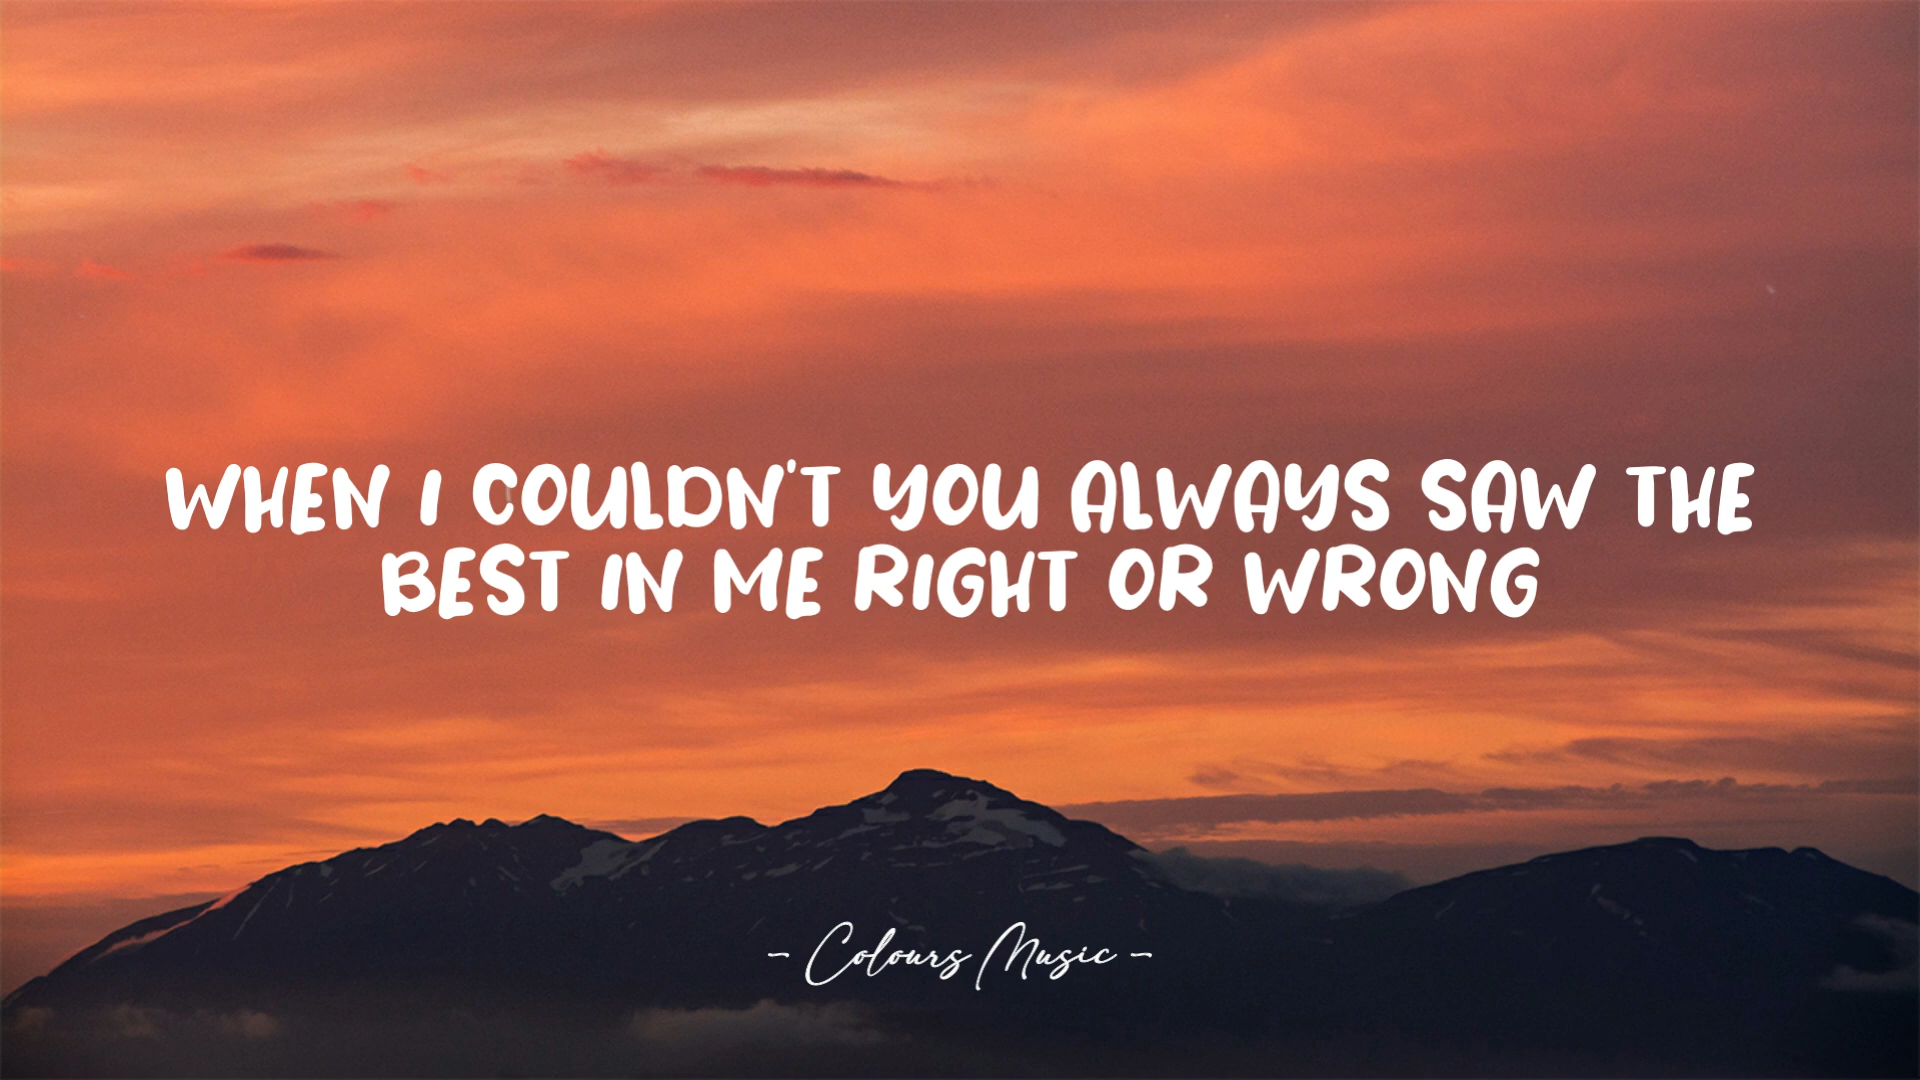 WHEN I COULDN'T YOU ALWAYS SAW THE
BEST IN ME RIGHT OR WRONG
- Colours Music -